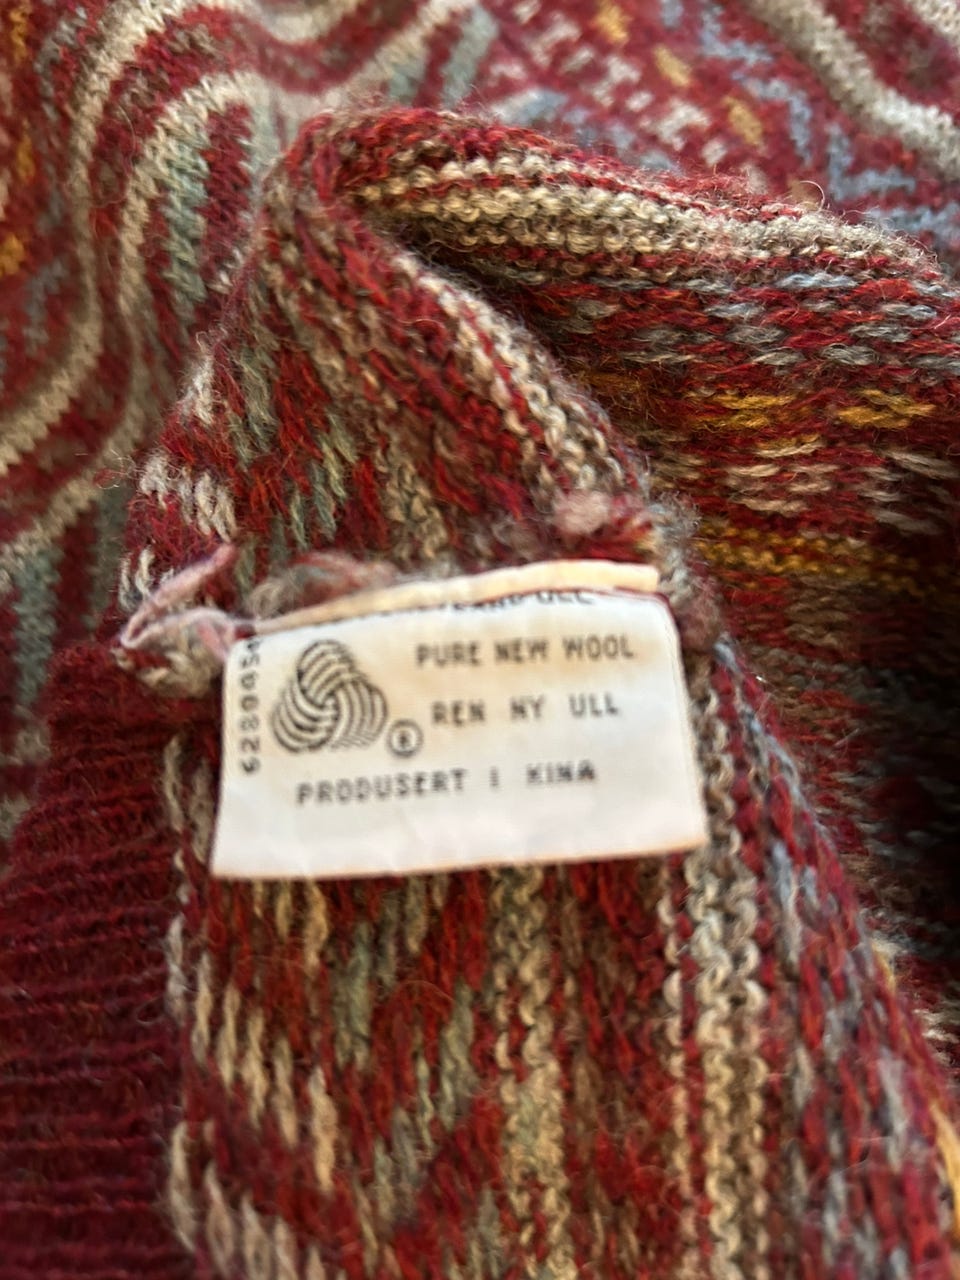 PURE NEW WOOL
REN NY ULL
®
PRODUSERT I KINA